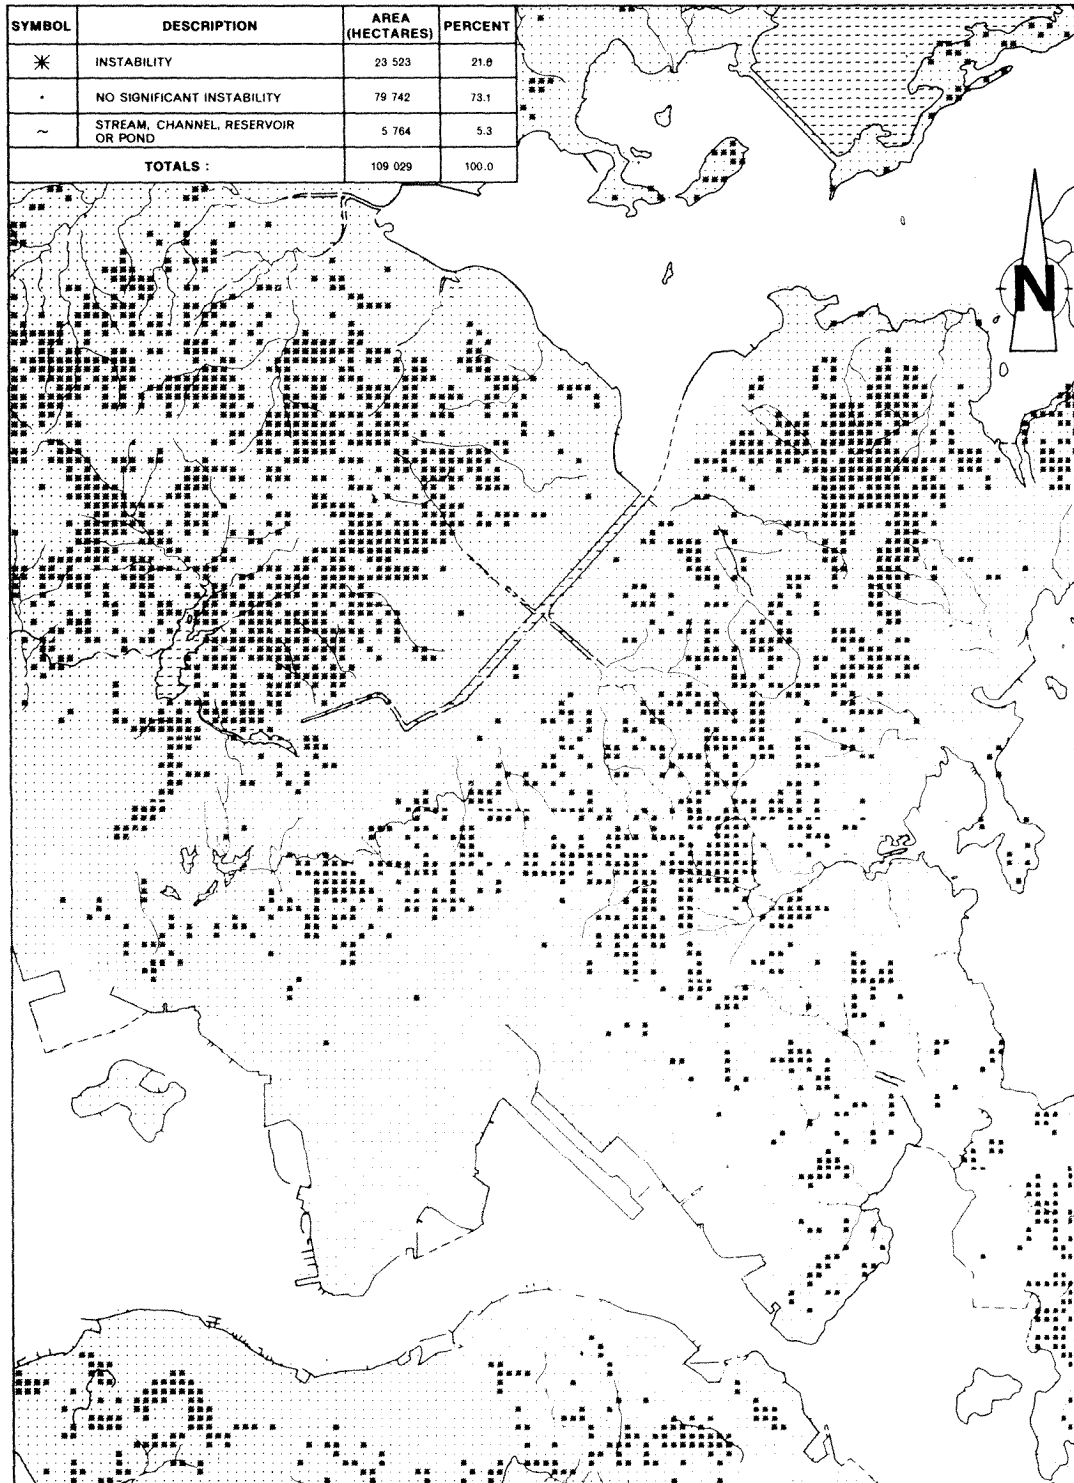 SYMBOL DESCRIPTION AREA (HECTARES) PERCENT
INSTABILITY 23 523 21.6
· NO SIGNIFICANT INSTABILITY 79 742 73.1
~ STREAM, CHANNEL, RESERVOIR OR POND 5 764 5.3
TOTALS : 109 029 100.0
N